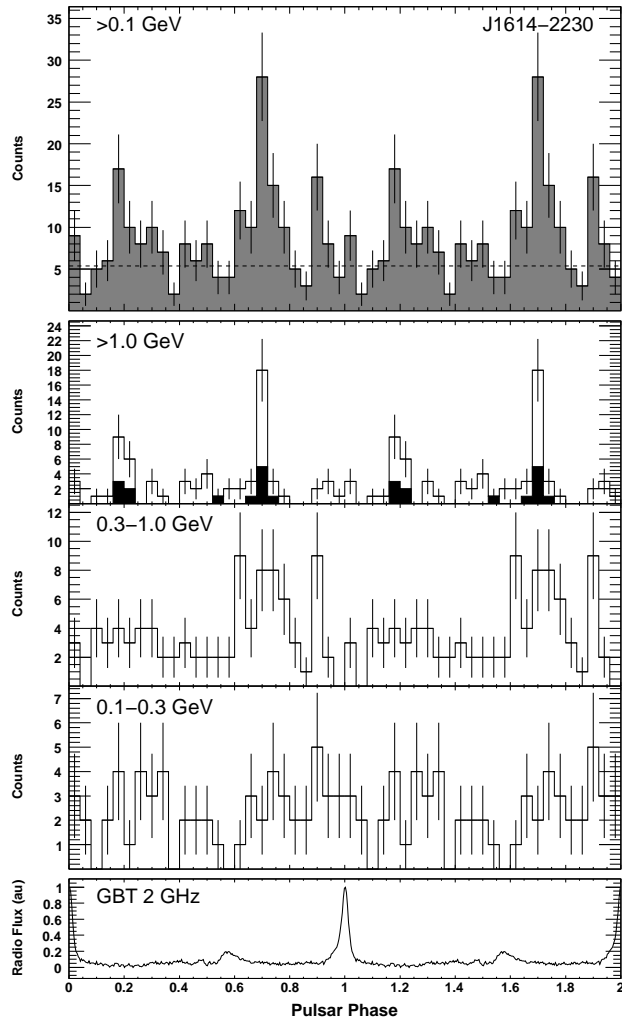 >0.1 GeV
J1614−2230
35
30
25
20
15
10
5
Counts
>1.0 GeV
24
22
20
18
16
14
12
10
8
6
4
2
Counts
0.3−1.0 GeV
12
10
8
6
4
2
Counts
0.1−0.3 GeV
7
6
5
4
3
2
1
Counts
GBT 2 GHz
1
0.8
0.6
0.4
0.2
0
Radio Flux (au)
0 0.2 0.4 0.6 0.8 1 1.2 1.4 1.6 1.8 2
Pulsar Phase